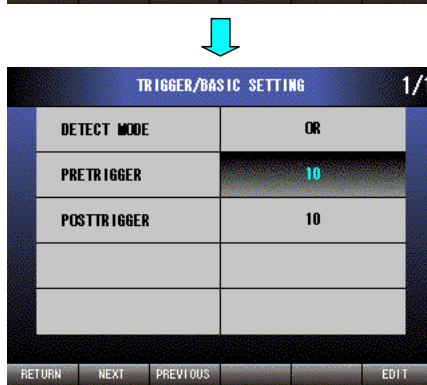 TRIGGER/BASIC SETTING 1/1
DETECT MODE OR
PRETRIGGER 10
POSTTRIGGER 10
RETURN NEXT PREVIOUS EDIT